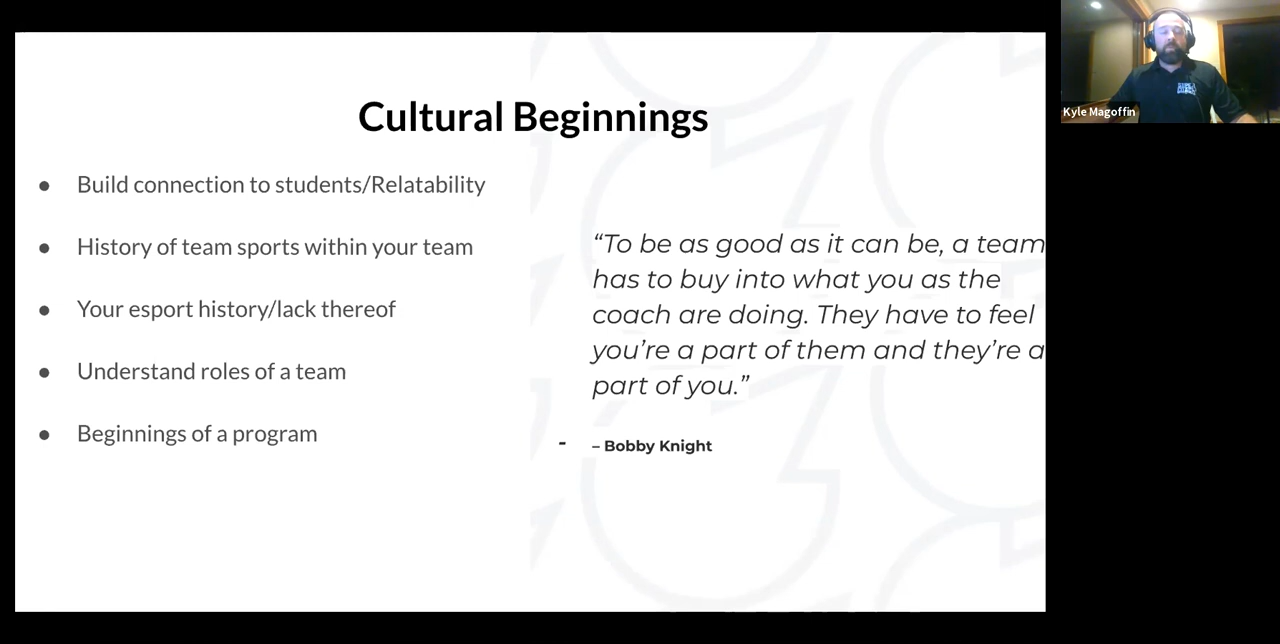 Cultural Beginnings
● Build connection to students/Relatability
● History of team sports within your team
● Your esport history/lack thereof
● Understand roles of a team
● Beginnings of a program
“To be as good as it can be, a team
has to buy into what you as the
coach are doing. They have to feel
you’re a part of them and they’re a
part of you.”
- – Bobby Knight
Kyle Magoffin